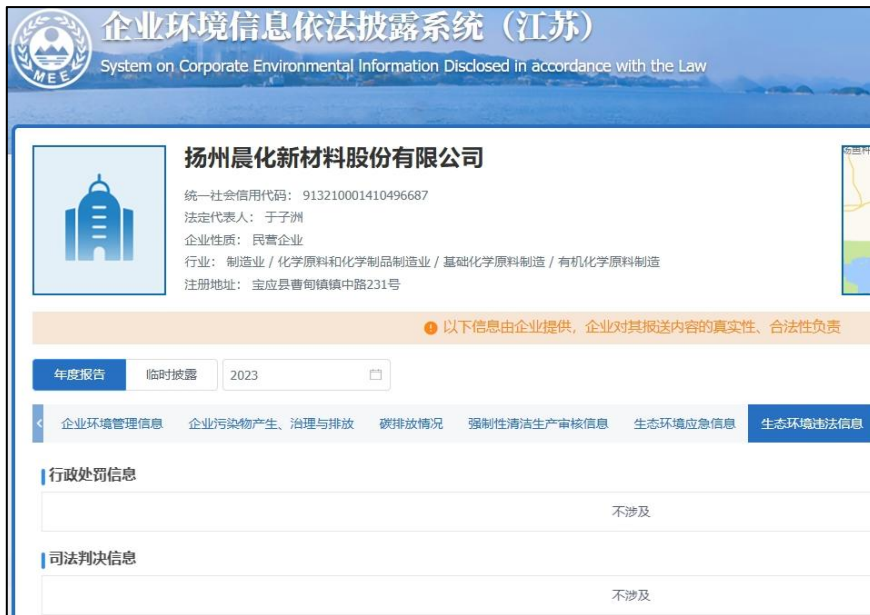 企业环境信息依法披露系统（江苏）
System on Corporate Environmental Information Disclosed in accordance with the Law
MEE
扬州晨化新材料股份有限公司
统一社会信用代码： 913210001410496687
法定代表人： 于子洲
企业性质： 民营企业
行业： 制造业 / 化学原料和化学制品制造业 / 基础化学原料制造 / 有机化学原料制造
注册地址： 宝应县曹甸镇镇中路231号
以下信息由企业提供，企业对其报送内容的真实性、合法性负责
年度报告 临时披露 2023
企业环境管理信息 企业污染物产生、治理与排放 碳排放情况 强制性清洁生产审核信息 生态环境应急信息 生态环境违法信息
行政处罚信息
不涉及
司法判决信息
不涉及